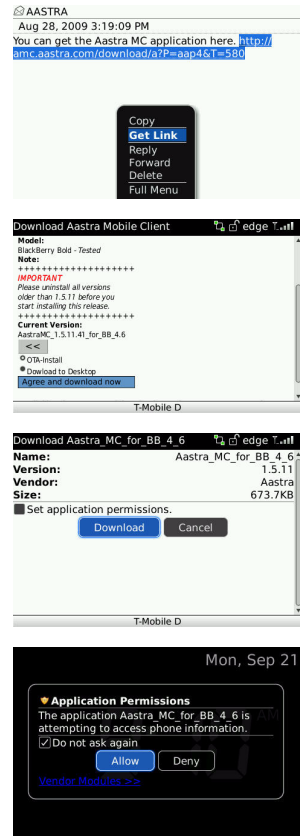 AASTRA
Aug 28, 2009 3:19:09 PM
You can get the Aastra MC application here. http://
amc.aastra.com/download/a?P=aap4&T=580
Copy
Get Link
Reply
Forward
Delete
Full Menu
Download Aastra Mobile Client edge
Model:
BlackBerry Bold - Tested
Note:
++++++++++++++++++++
IMPORTANT
Please uninstall all versions
older than 1.5.11 before you
start installing this release.
++++++++++++++++++++
Current Version:
AastraMC_1.5.11.41_for_BB_4.6
<<
OTA-Install
Dowload to Desktop
Agree and download now
T-Mobile D
Download Aastra_MC_for_BB_4_6 edge
Name: Aastra_MC_for_BB_4_6
Version: 1.5.11
Vendor: Aastra
Size: 673.7KB
Set application permissions.
Download Cancel
T-Mobile D
Mon, Sep 21
Application Permissions
The application Aastra_MC_for_BB_4_6 is
attempting to access phone information.
Do not ask again
Allow Deny
Vendor Modules >>
AM